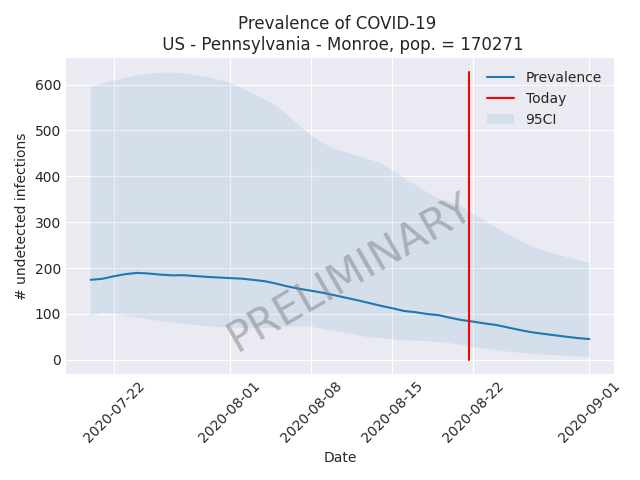 Prevalence of COVID-19
US - Pennsylvania - Monroe, pop. = 170271
Prevalence
Today
95CI
# undetected infections
600
500
400
300
200
100
0
PRELIMINARY
2020-07-22
2020-08-01
2020-08-08
2020-08-15
2020-08-22
2020-09-01
Date